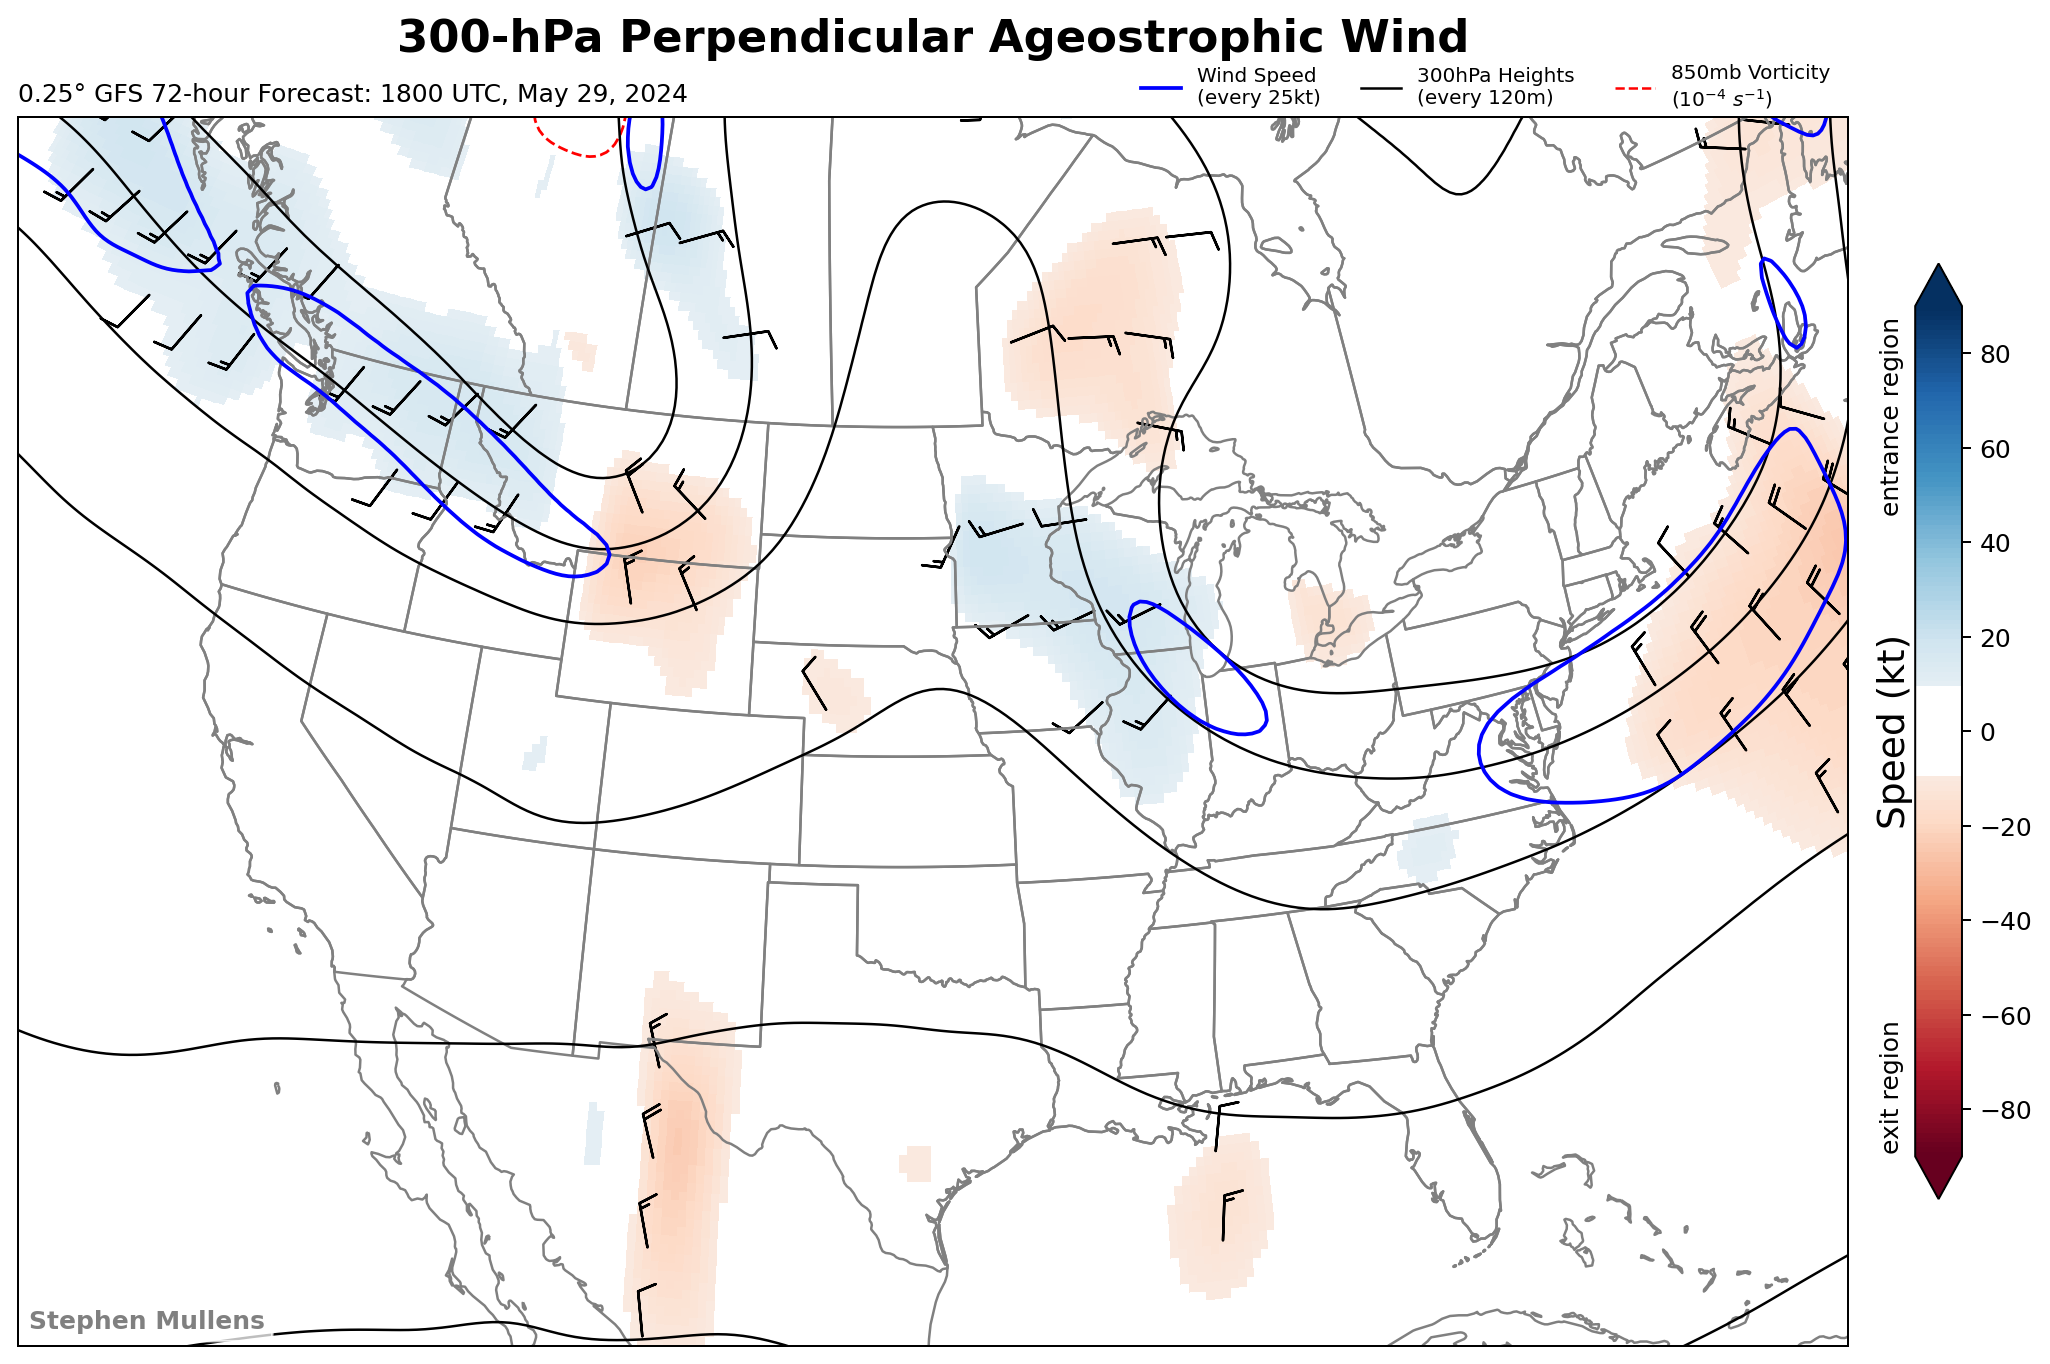 300-hPa Perpendicular Ageostrophic Wind
0.25° GFS 72-hour Forecast: 1800 UTC, May 29, 2024
Wind Speed
(every 25kt)
300hPa Heights
(every 120m)
850mb Vorticity
(10⁻⁴ s⁻¹)
entrance region
Speed (kt)
exit region
80
60
40
20
0
−20
−40
−60
−80
Stephen Mullens